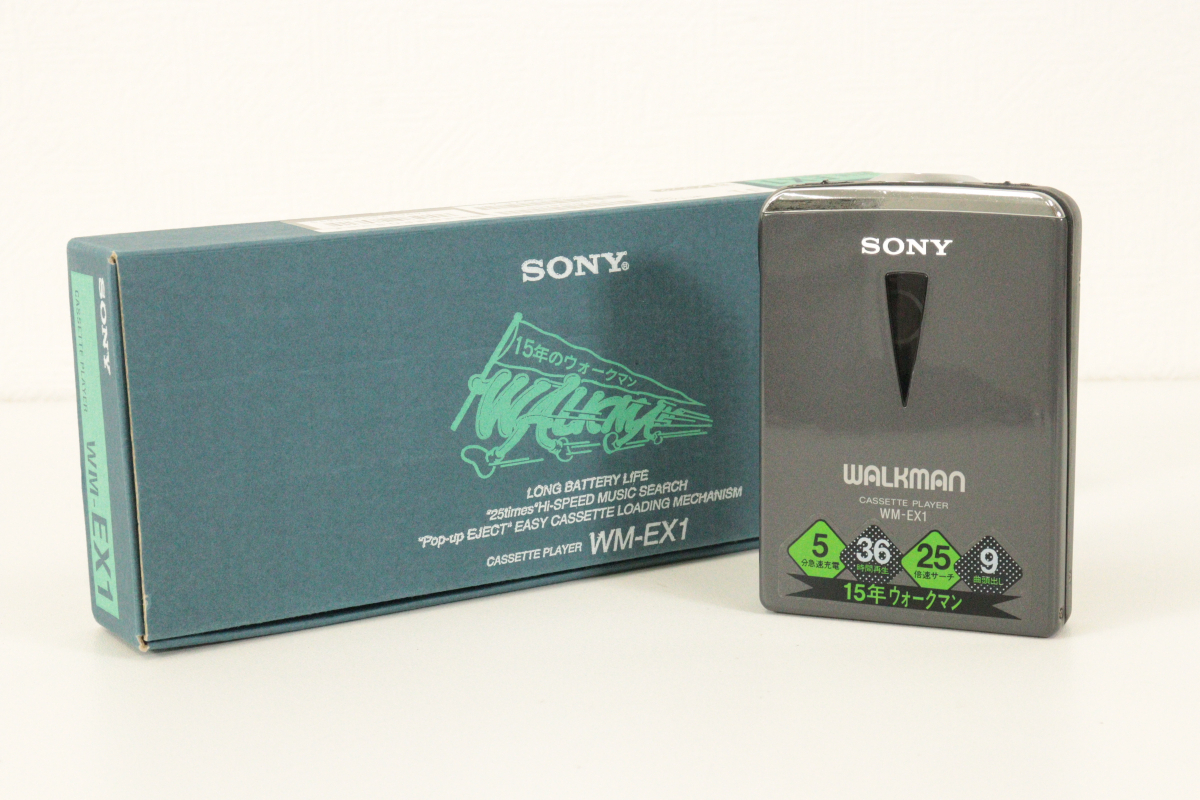 SONY
CASSETTE PLAYER
WM-EX1
SONY®
15年のウォークマン
WALKMAN
LONG BATTERY LIFE
"25times" Hi-SPEED MUSIC SEARCH
"Pop-up EJECT" EASY CASSETTE LOADING MECHANISM
CASSETTE PLAYER WM-EX1
SONY
WALKMAN
CASSETTE PLAYER
WM-EX1
5
分急速充電
36
時間再生
25
倍速サーチ
9
曲頭出し
15年ウォークマン